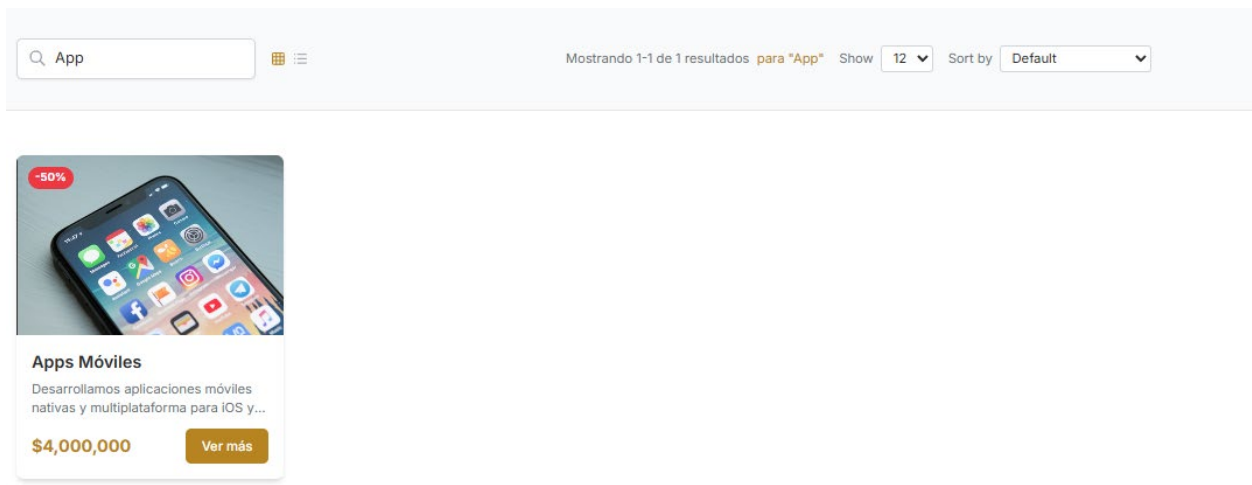 App
Mostrando 1-1 de 1 resultados para "App" Show 12 Sort by Default
-50%
Apps Móviles
Desarrollamos aplicaciones móviles
nativas y multiplataforma para iOS y...
$4,000,000 Ver más